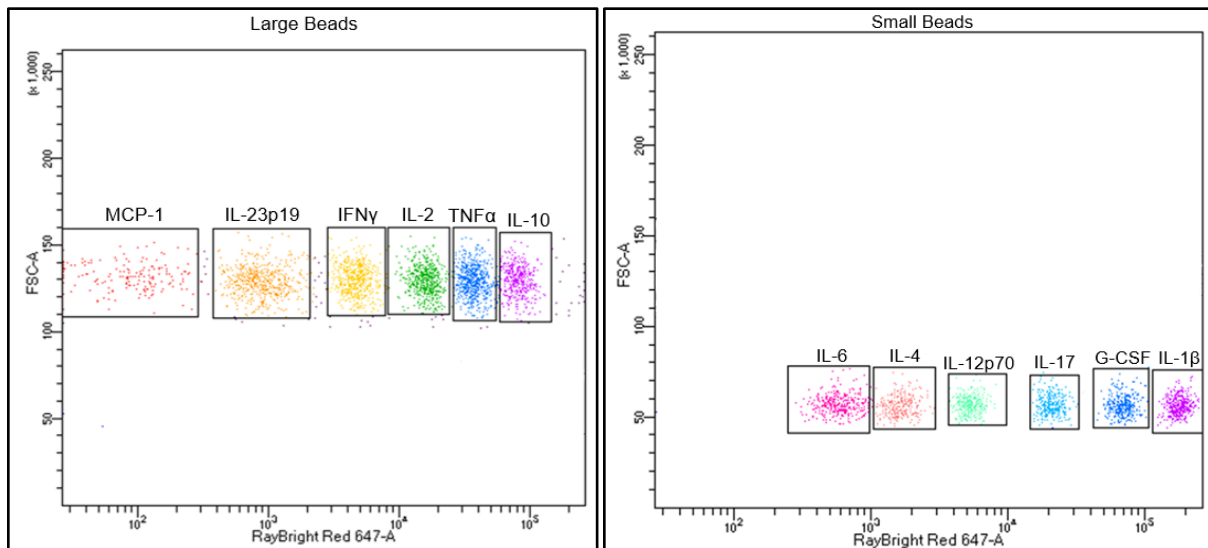 Large Beads
(x 1,000)
250
200
150
100
50
FSC-A
MCP-1
IL-23p19
IFNγ
IL-2
TNFα
IL-10
10²
10³
10⁴
10⁵
RayBright Red 647-A
Small Beads
(x 1,000)
250
200
150
100
50
FSC-A
IL-6
IL-4
IL-12p70
IL-17
G-CSF
IL-1β
10²
10³
10⁴
10⁵
RayBright Red 647-A